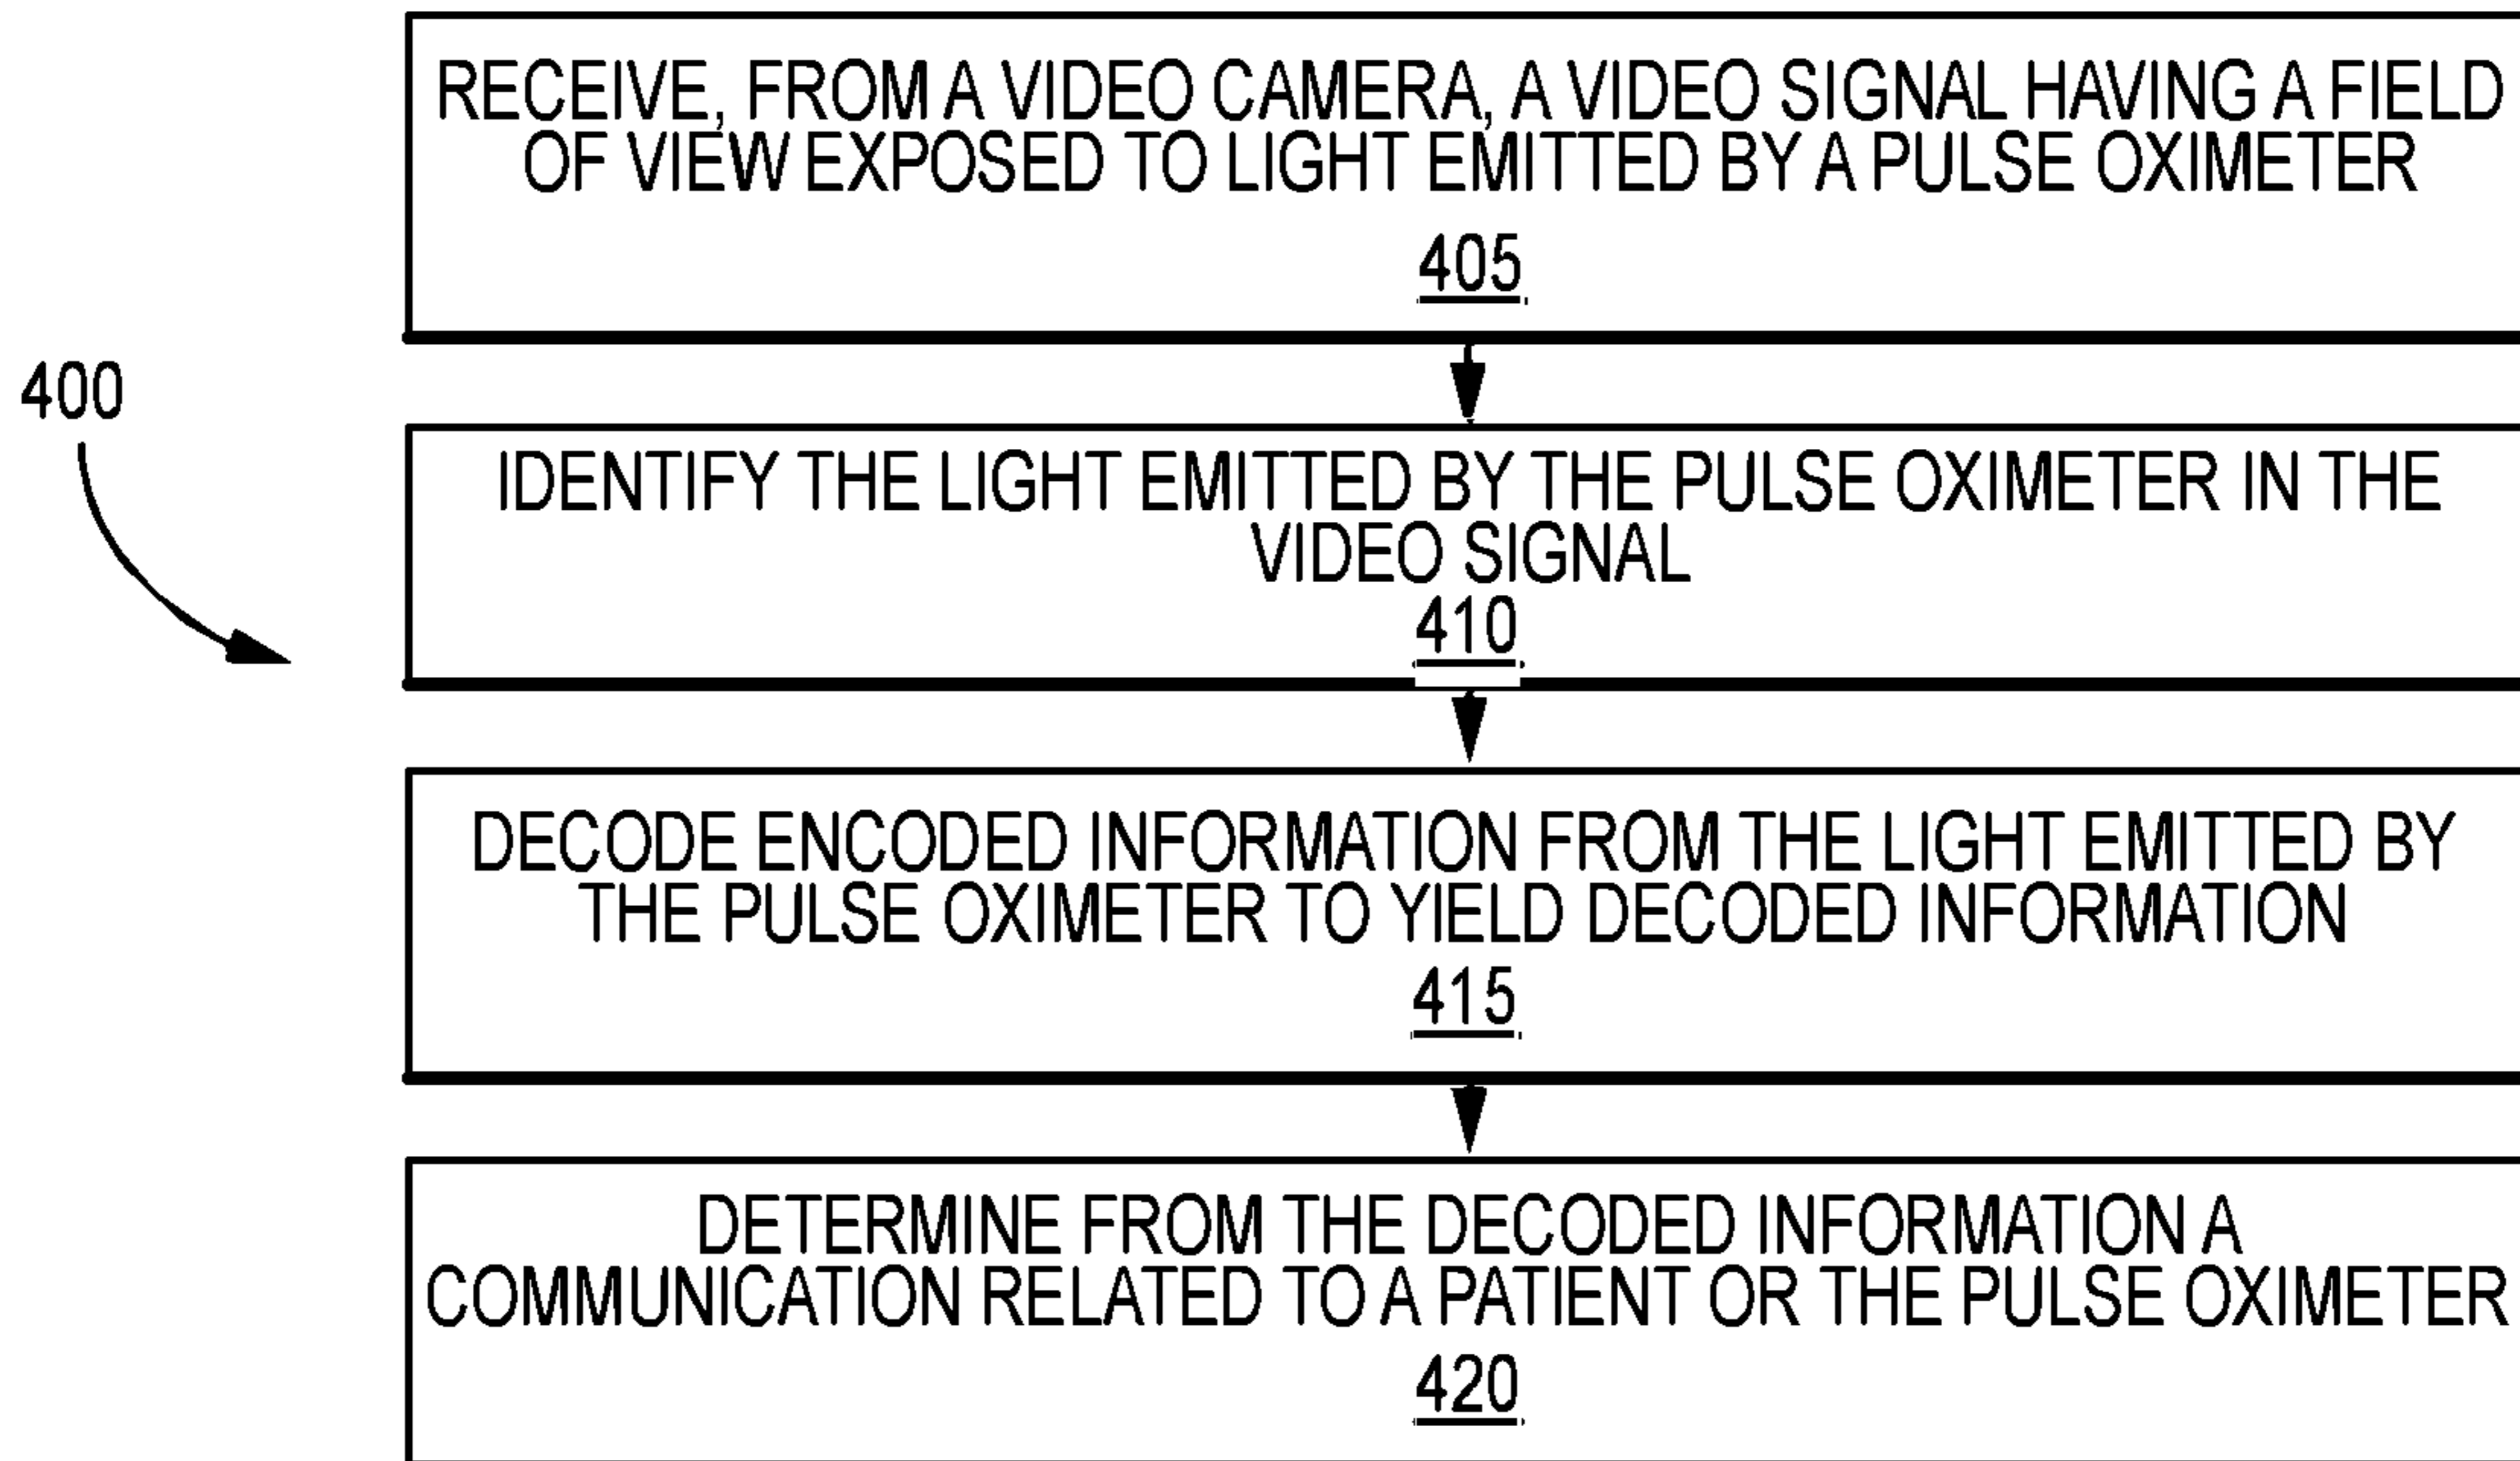 RECEIVE, FROM A VIDEO CAMERA, A VIDEO SIGNAL HAVING A FIELD
OF VIEW EXPOSED TO LIGHT EMITTED BY A PULSE OXIMETER
405
400
IDENTIFY THE LIGHT EMITTED BY THE PULSE OXIMETER IN THE
VIDEO SIGNAL
410
DECODE ENCODED INFORMATION FROM THE LIGHT EMITTED BY
THE PULSE OXIMETER TO YIELD DECODED INFORMATION
415
DETERMINE FROM THE DECODED INFORMATION A
COMMUNICATION RELATED TO A PATIENT OR THE PULSE OXIMETER
420